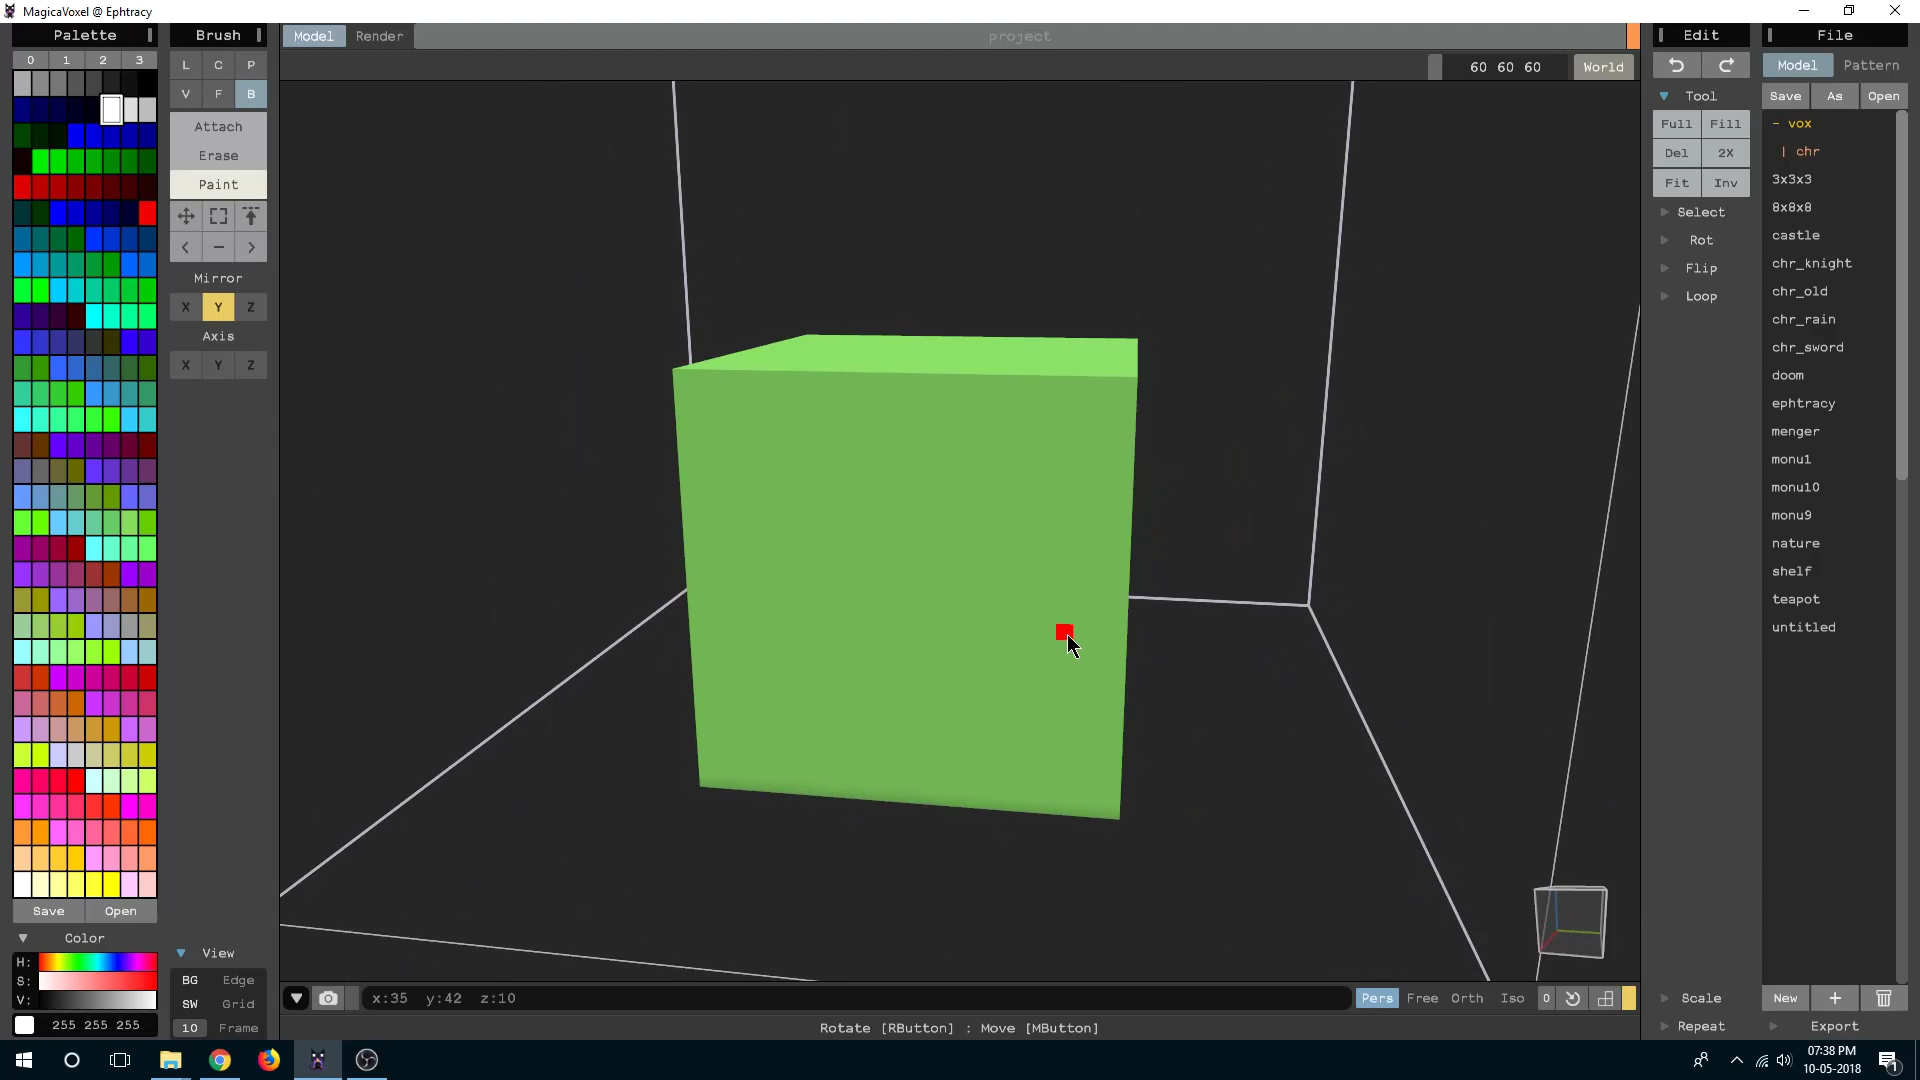 MagicaVoxel @ Ephtracy
Palette
0 1 2 3
Save Open
Color
H:
S:
V:
255 255 255
Brush
L C P
V F B
Attach
Erase
Paint
< – >
Mirror
X Y Z
Axis
X Y Z
View
BG Edge
SW Grid
10 Frame
Model Render project
60 60 60 World
x:35 y:42 z:10
Pers Free Orth Iso 0
Rotate [RButton] : Move [MButton]
Edit
Tool
Full Fill
Del 2X
Fit Inv
Select
Rot
Flip
Loop
Scale
Repeat
File
Model Pattern
Save As Open
- vox
| chr
3x3x3
8x8x8
castle
chr_knight
chr_old
chr_rain
chr_sword
doom
ephtracy
menger
monu1
monu10
monu9
nature
shelf
teapot
untitled
New +
Export
07:38 PM
10-05-2018
1